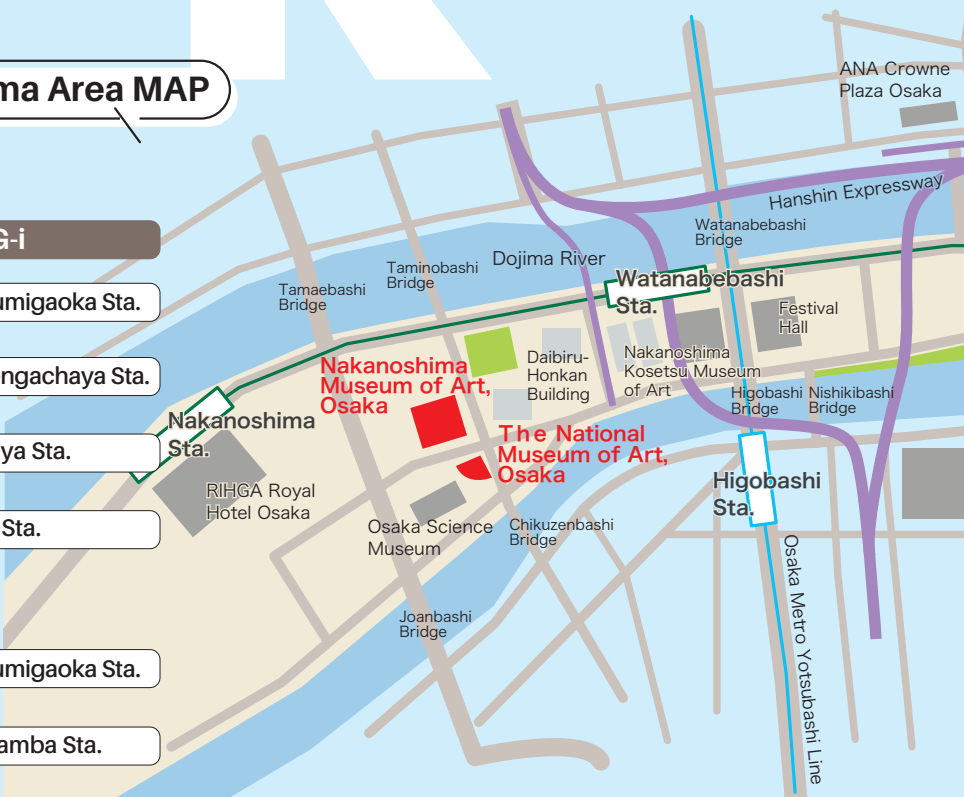 ma Area MAP
G-i
umigaoka Sta.
engachaya Sta.
ya Sta.
Sta.
umigaoka Sta.
amba Sta.
ANA Crowne
Plaza Osaka
Hanshin Expressway
Watanabebashi
Bridge
Dojima River
Taminobashi
Bridge
Tamaebashi
Bridge
Watanabebashi
Sta.
Festival
Hall
Nakanoshima
Kosetsu Museum
of Art
Daibiru-
Honkan
Building
Nakanoshima
Museum of Art,
Osaka
Higobashi
Bridge
Nishikibashi
Bridge
Nakanoshima
Sta.
The National
Museum of Art,
Osaka
Higobashi
Sta.
RIHGA Royal
Hotel Osaka
Osaka Science
Museum
Chikuzenbashi
Bridge
Joanbashi
Bridge
Osaka Metro Yotsubashi Line